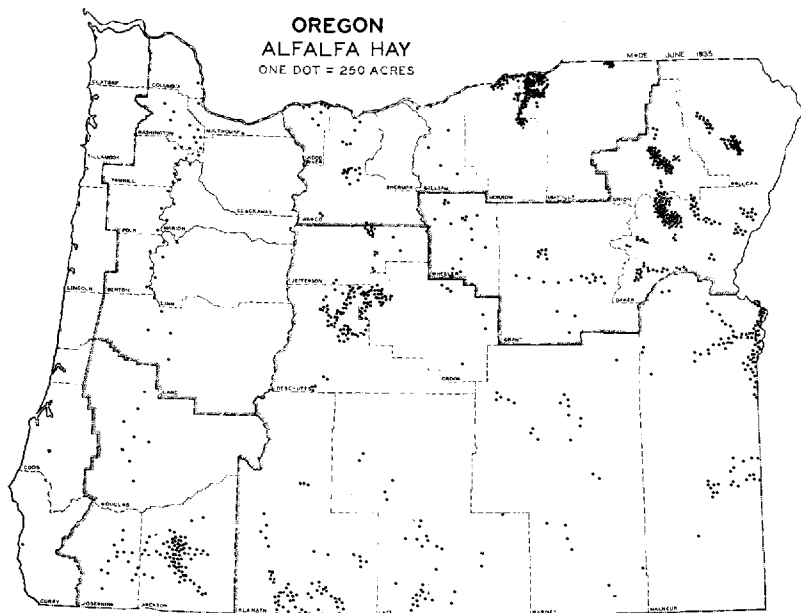 OREGON
ALFALFA HAY
ONE DOT = 250 ACRES
MADE JUNE 1935
CLATSOP
COLUMBIA
WASHINGTON
MULTNOMAH
HOOD
SHERMAN
GILLIAM
MORROW
UMATILLA
UNION
WALLOWA
YAMHILL
CLACKAMAS
WASCO
POLK
MARION
WHEELER
JEFFERSON
LINCOLN
BENTON
LINN
BAKER
GRANT
CROOK
LANE
DESCHUTES
COOS
DOUGLAS
CURRY
JOSEPHINE
JACKSON
KLAMATH
LAKE
HARNEY
MALHEUR